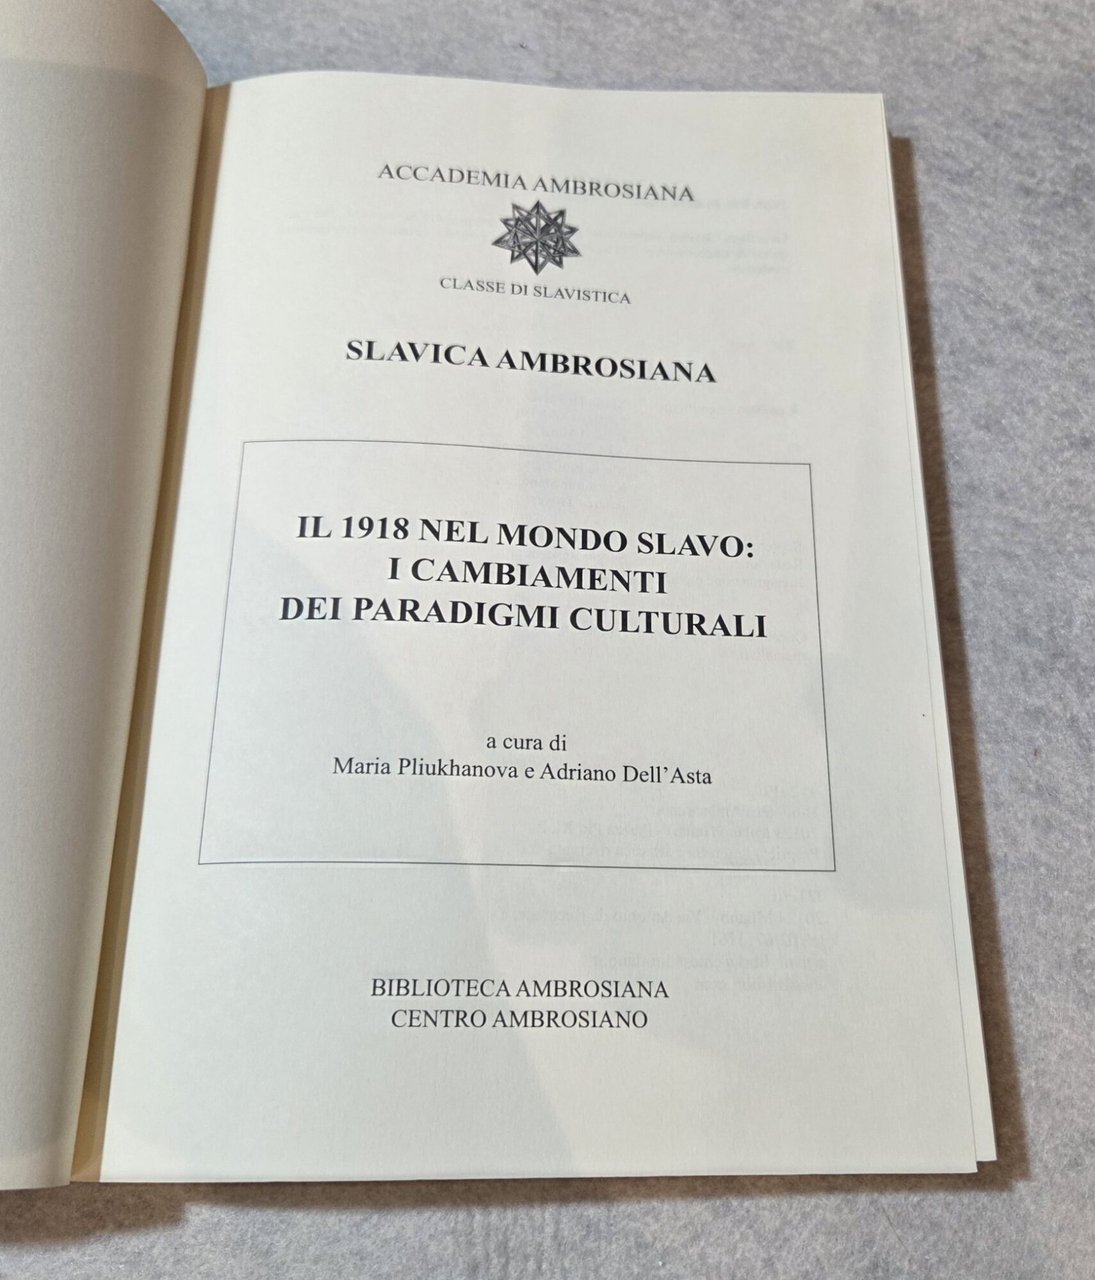 ACCADEMIA AMBROSIANA
CLASSE DI SLAVISTICA
SLAVICA AMBROSIANA
IL 1918 NEL MONDO SLAVO:
I CAMBIAMENTI
DEI PARADIGMI CULTURALI
a cura di
Maria Pliukhanova e Adriano Dell'Asta
BIBLIOTECA AMBROSIANA
CENTRO AMBROSIANO